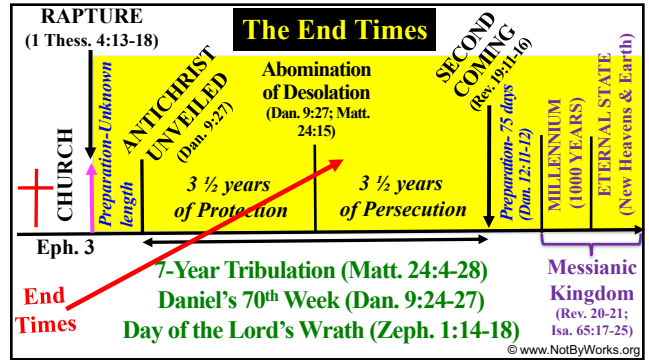 RAPTURE
(1 Thess. 4:13-18)
The End Times
CHURCH
Preparation-Unknown
length
ANTICHRIST
UNVEILED
(Dan. 9:27)
Abomination
of Desolation
(Dan. 9:27; Matt.
24:15)
SECOND
COMING
(Rev. 19:11-16)
Preparation- 75 days
(Dan. 12:11-12)
MILLENNIUM
(1000 YEARS)
ETERNAL STATE
(New Heavens & Earth)
3 ½ years
of Protection
3 ½ years
of Persecution
Eph. 3
End
Times
7-Year Tribulation (Matt. 24:4-28)
Daniel's 70th Week (Dan. 9:24-27)
Day of the Lord's Wrath (Zeph. 1:14-18)
Messianic
Kingdom
(Rev. 20-21;
Isa. 65:17-25)
© www.NotByWorks.org